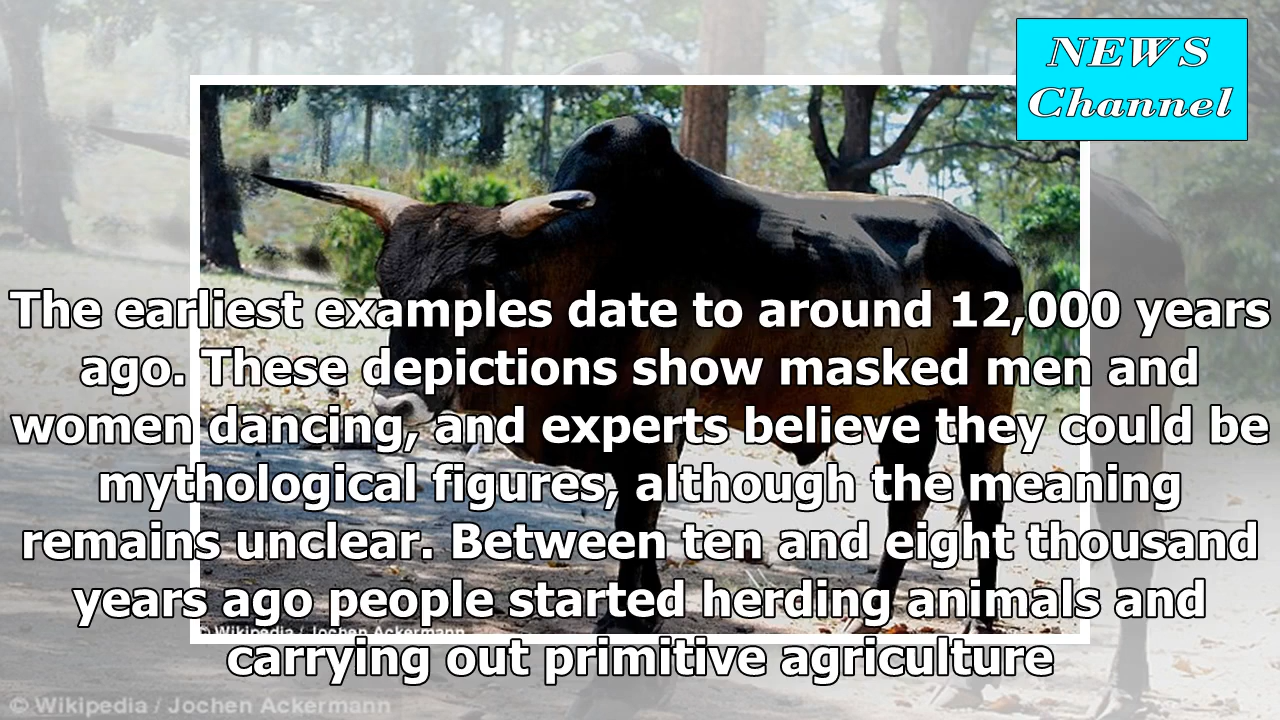 NEWS
Channel
The earliest examples date to around 12,000 years
ago. These depictions show masked men and
women dancing, and experts believe they could be
mythological figures, although the meaning
remains unclear. Between ten and eight thousand
years ago people started herding animals and
carrying out primitive agriculture
© Wikipedia / Jochen Ackermann
© Wikipedia / Jochen Ackermann